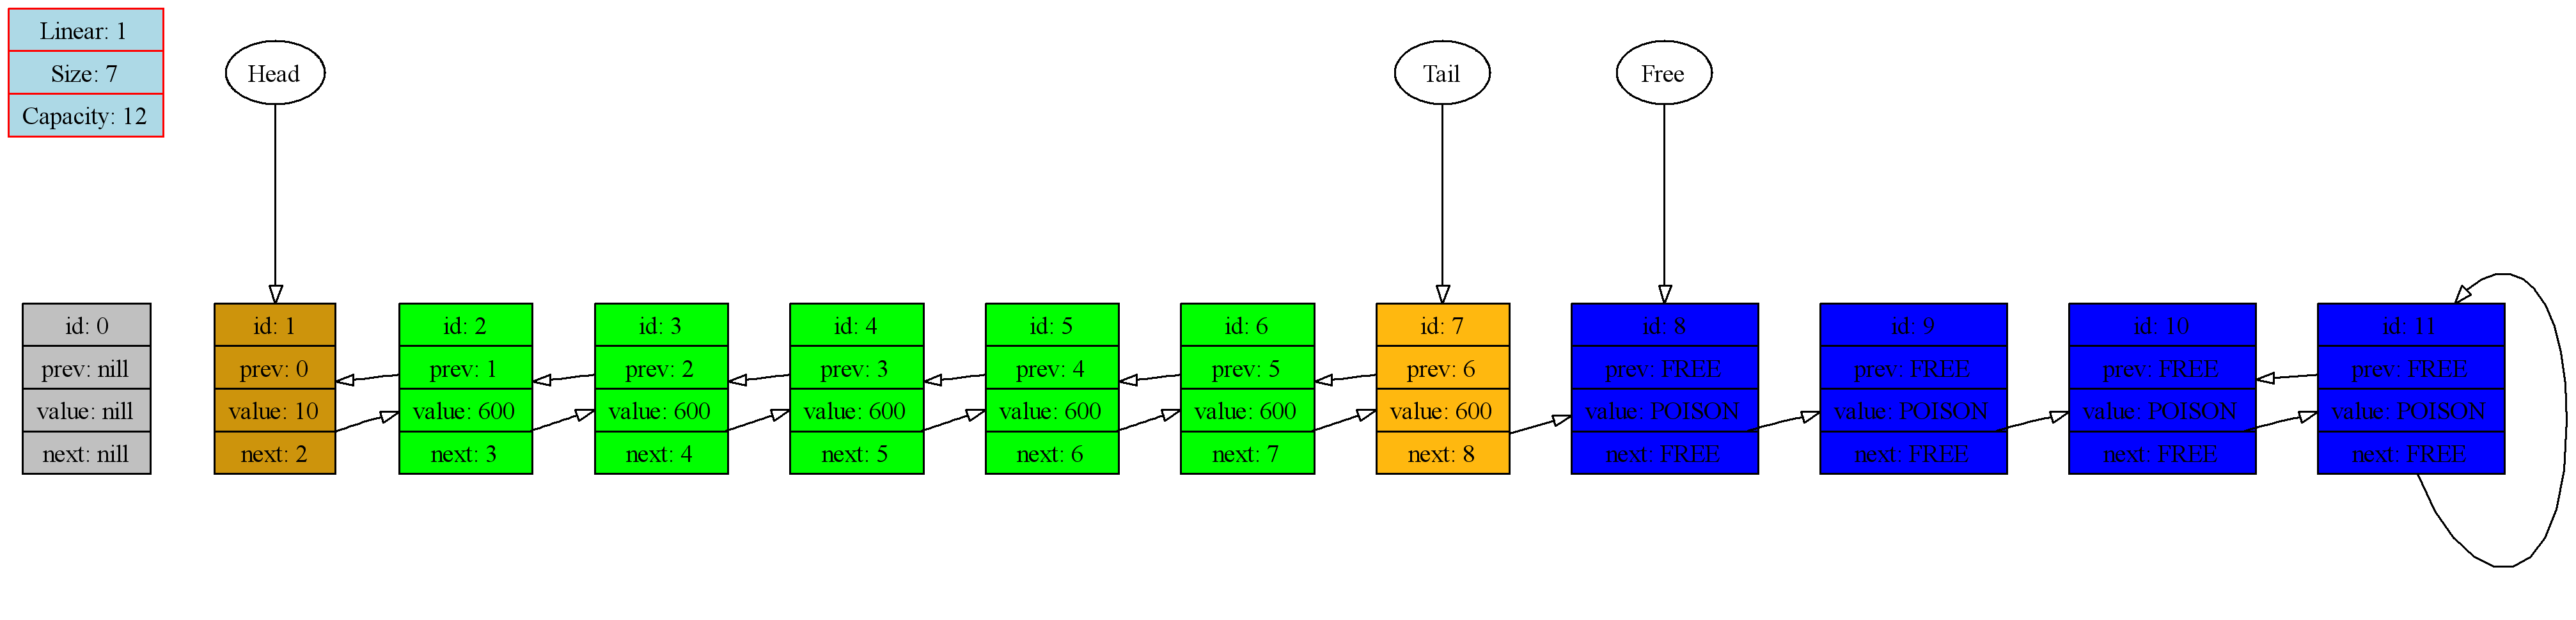 Linear: 1
Size: 7
Capacity: 12
Head
Tail
Free
id: 0
prev: nill
value: nill
next: nill
id: 1
prev: 0
value: 10
next: 2
id: 2
prev: 1
value: 600
next: 3
id: 3
prev: 2
value: 600
next: 4
id: 4
prev: 3
value: 600
next: 5
id: 5
prev: 4
value: 600
next: 6
id: 6
prev: 5
value: 600
next: 7
id: 7
prev: 6
value: 600
next: 8
id: 8
prev: FREE
value: POISON
next: FREE
id: 9
prev: FREE
value: POISON
next: FREE
id: 10
prev: FREE
value: POISON
next: FREE
id: 11
prev: FREE
value: POISON
next: FREE